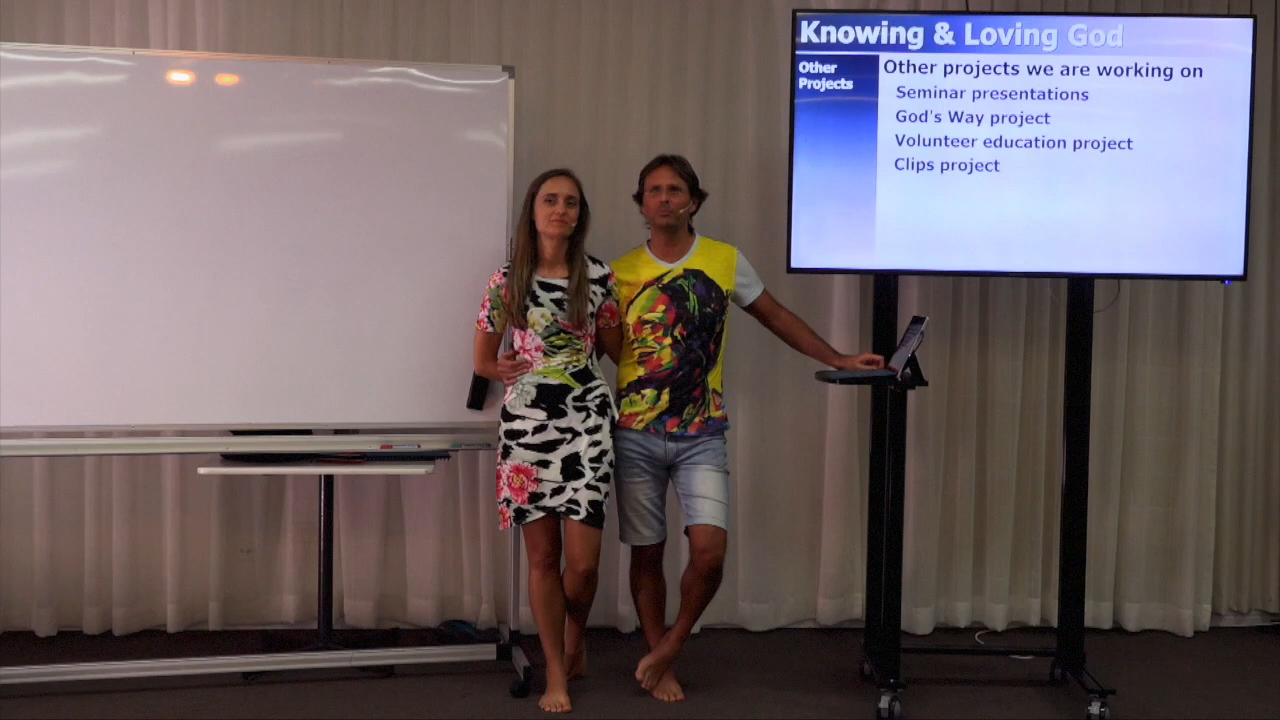 Knowing & Loving God
Other
Projects
Other projects we are working on
Seminar presentations
God's Way project
Volunteer education project
Clips project